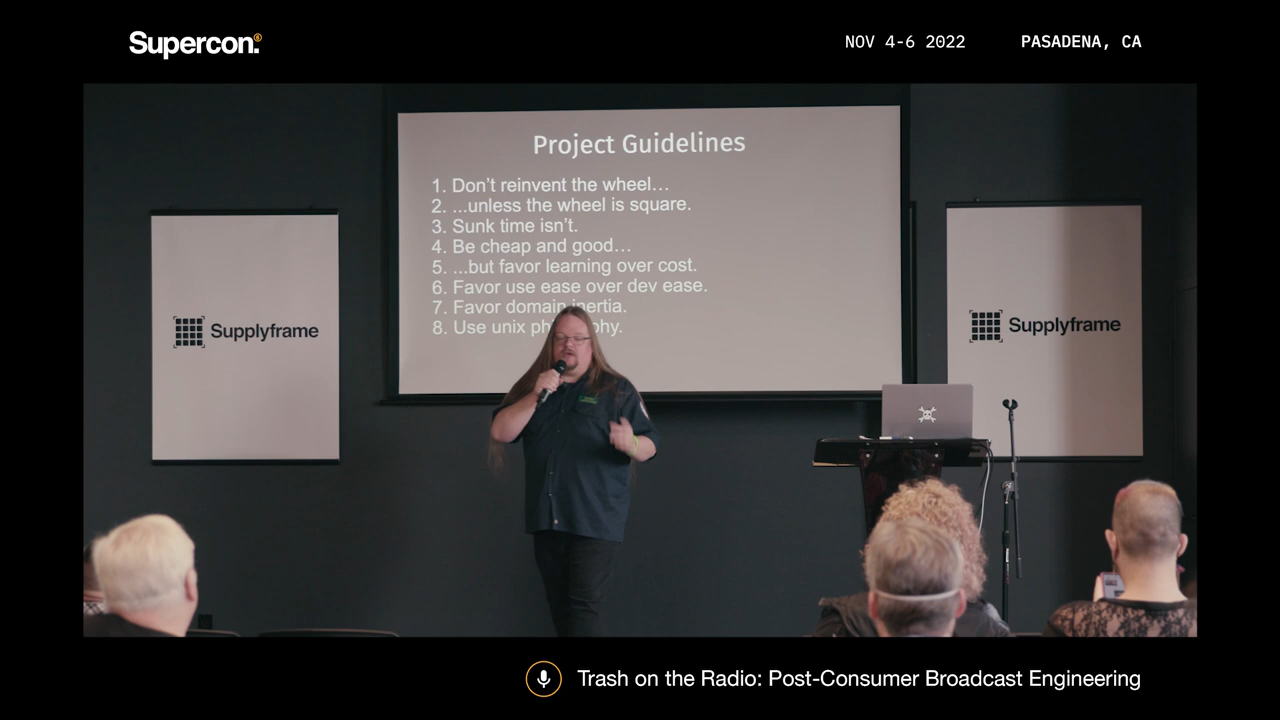 Supercon.6
NOV 4-6 2022
PASADENA, CA
Project Guidelines
1. Don't reinvent the wheel…
2. ...unless the wheel is square.
3. Sunk time isn't.
4. Be cheap and good…
5. ...but favor learning over cost.
6. Favor use ease over dev ease.
7. Favor domain inertia.
8. Use unix
Supplyframe
Supplyframe
Trash on the Radio: Post-Consumer Broadcast Engineering